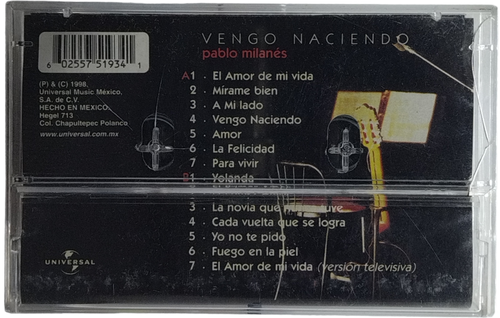 VENGO NACIENDO
pablo milanés
6 02557 51934 1
(P) & (C) 1998,
Universal Music México,
S.A. de C.V.
HECHO EN MEXICO
Hegel 713
Col. Chapultepec Polanco
www.universal.com.mx
A1 . El Amor de mi vida
2 . Mírame bien
3 . A Mi lado
4 . Vengo Naciendo
5 . Amor
6 . La Felicidad
7 . Para vivir
B1 . Yolanda
3 . La novia que nunca tuve
4 . Cada vuelta que se logra
5 . Yo no te pido
6 . Fuego en la piel
7 . El Amor de mi vida (versión televisiva)
UNIVERSAL